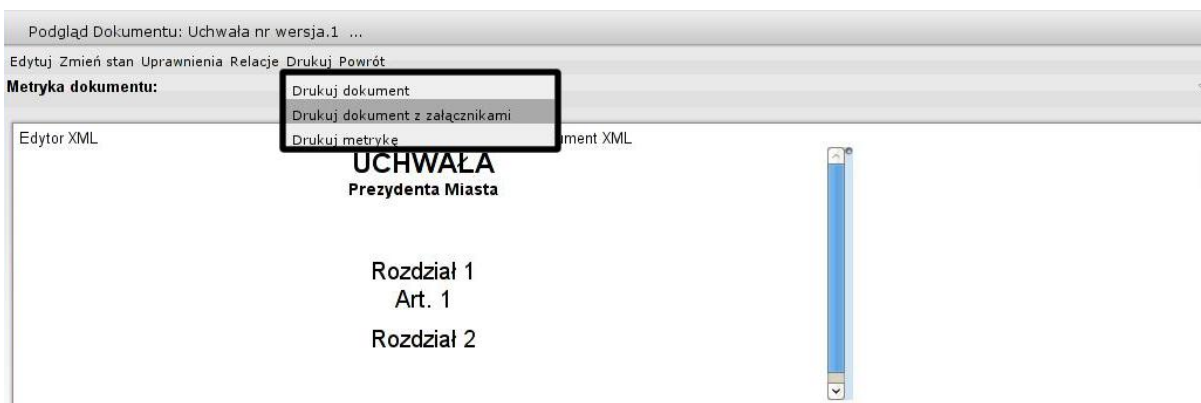 Podgląd Dokumentu: Uchwała nr wersja.1 ...
Edytuj Zmień stan Uprawnienia Relacje Drukuj Powrót
Metryka dokumentu:
Drukuj dokument
Drukuj dokument z załącznikami
Drukuj metrykę
Edytor XML
XML
UCHWAŁA
Prezydenta Miasta
Rozdział 1
Art. 1
Rozdział 2